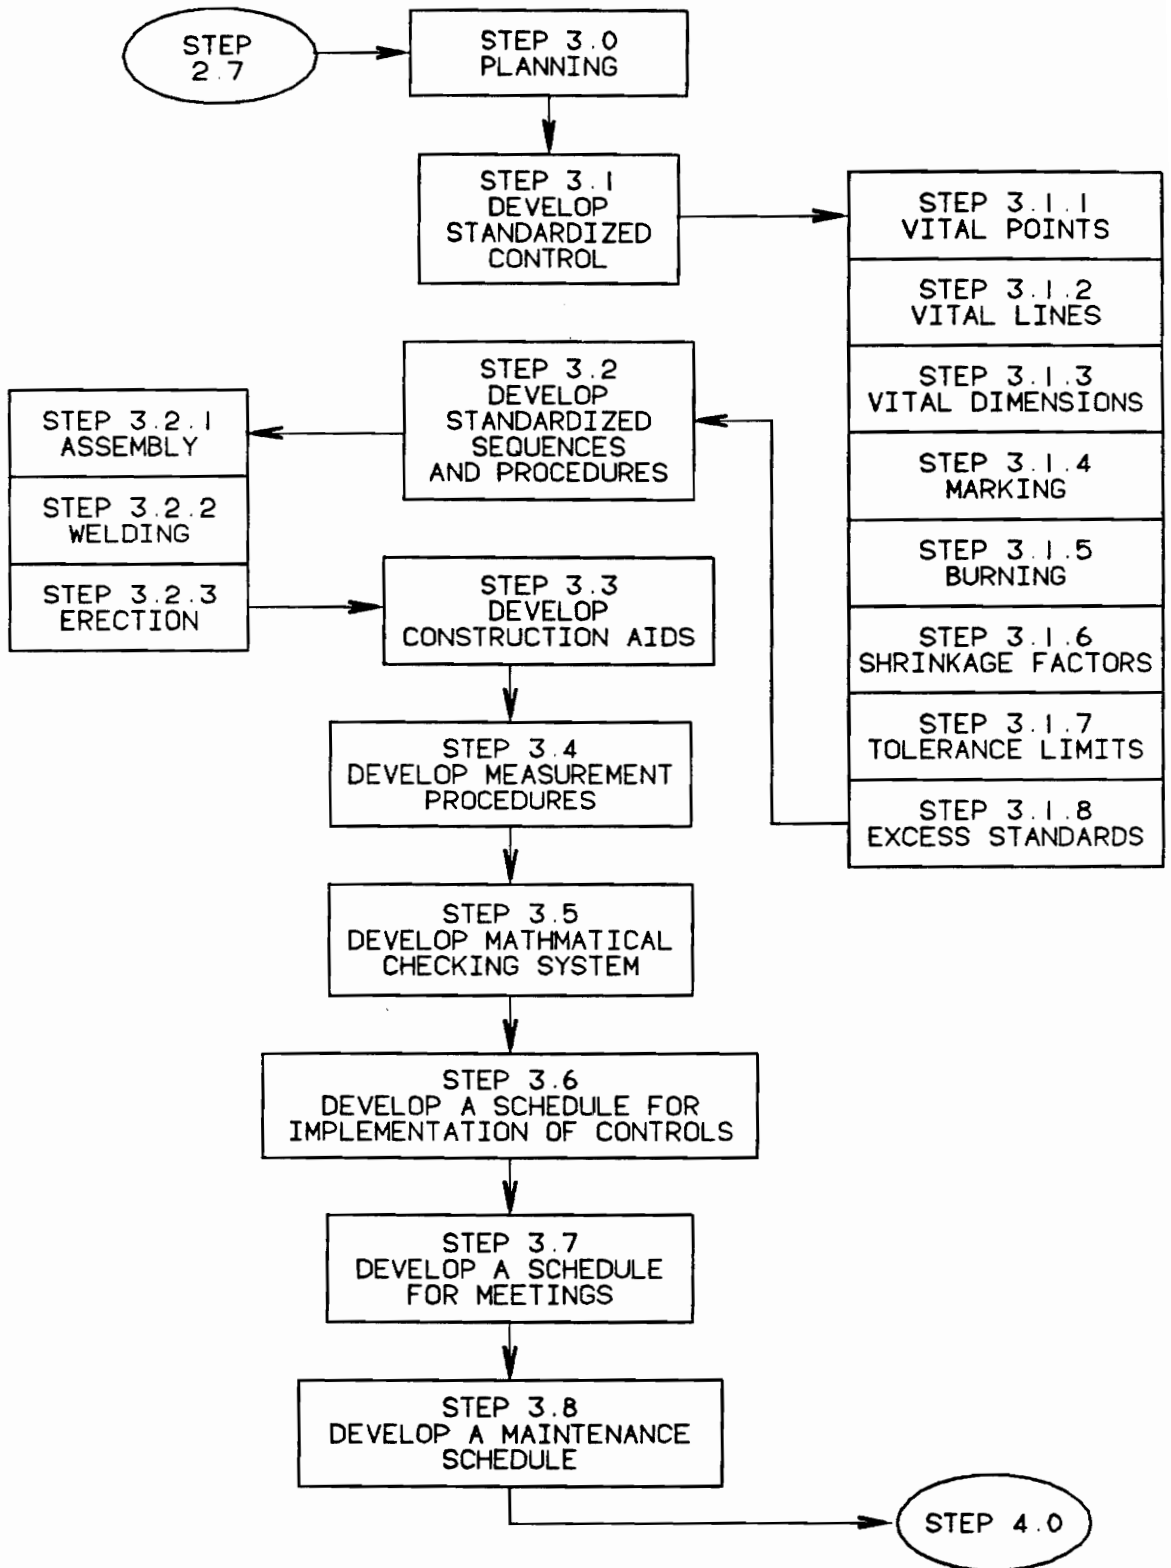 STEP
2.7
STEP 3.0
PLANNING
STEP 3.1
DEVELOP
STANDARDIZED
CONTROL
STEP 3.1.1
VITAL POINTS
STEP 3.1.2
VITAL LINES
STEP 3.1.3
VITAL DIMENSIONS
STEP 3.1.4
MARKING
STEP 3.1.5
BURNING
STEP 3.1.6
SHRINKAGE FACTORS
STEP 3.1.7
TOLERANCE LIMITS
STEP 3.1.8
EXCESS STANDARDS
STEP 3.2
DEVELOP
STANDARDIZED
SEQUENCES
AND PROCEDURES
STEP 3.2.1
ASSEMBLY
STEP 3.2.2
WELDING
STEP 3.2.3
ERECTION
STEP 3.3
DEVELOP
CONSTRUCTION AIDS
STEP 3.4
DEVELOP MEASUREMENT
PROCEDURES
STEP 3.5
DEVELOP MATHMATICAL
CHECKING SYSTEM
STEP 3.6
DEVELOP A SCHEDULE FOR
IMPLEMENTATION OF CONTROLS
STEP 3.7
DEVELOP A SCHEDULE
FOR MEETINGS
STEP 3.8
DEVELOP A MAINTENANCE
SCHEDULE
STEP 4.0